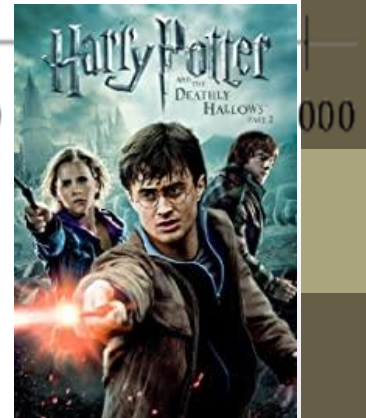 Harry Potter
AND THE
DEATHLY
HALLOWS
PART 2
000